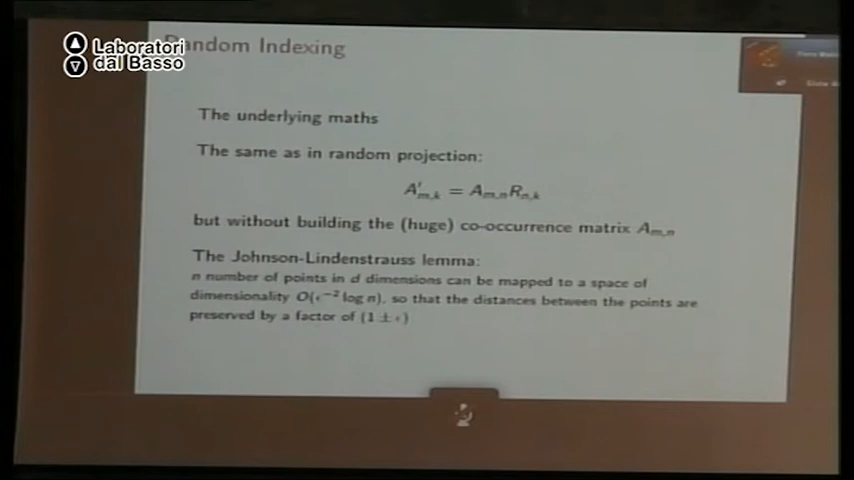 Laboratori
dal Basso
Random Indexing
The underlying maths
The same as in random projection:
A′m,k = Am,nRn,k
but without building the (huge) co-occurrence matrix Am,n
The Johnson-Lindenstrauss lemma:
n number of points in d dimensions can be mapped to a space of
dimensionality O(ϵ−2 log n), so that the distances between the points are
preserved by a factor of (1 ± ϵ)